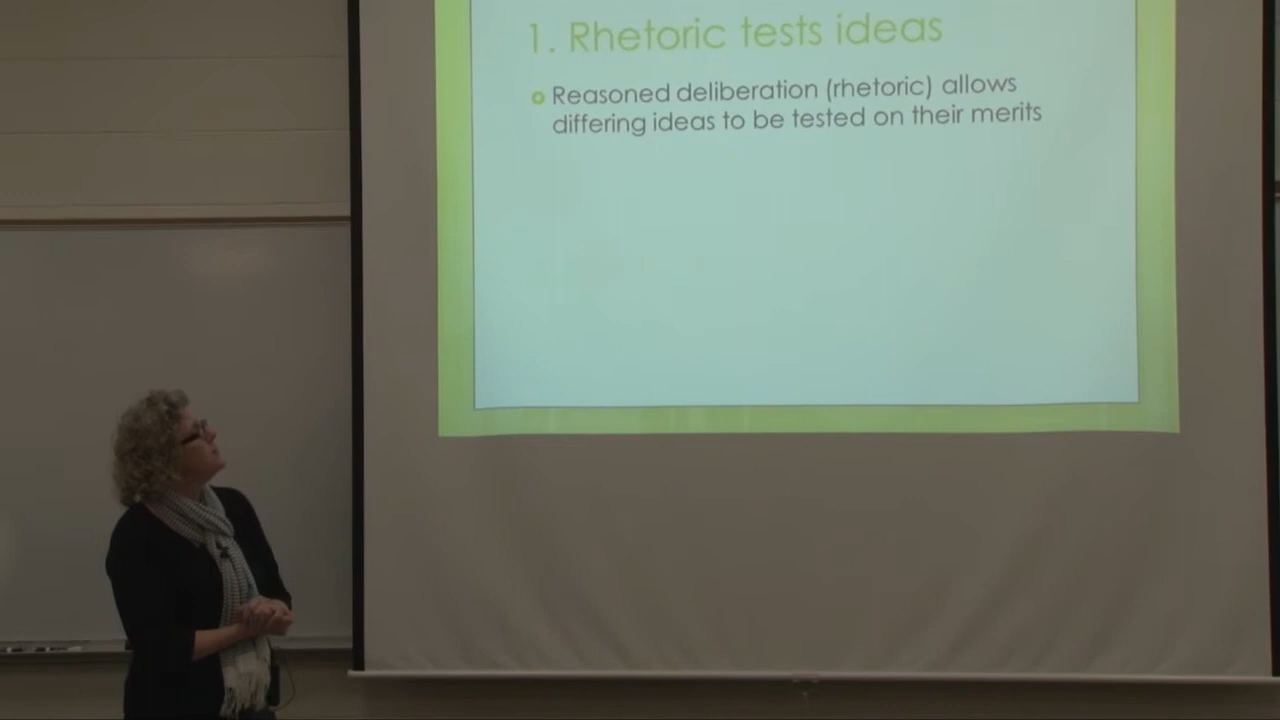 1. Rhetoric tests ideas
Reasoned deliberation (rhetoric) allows
differing ideas to be tested on their merits